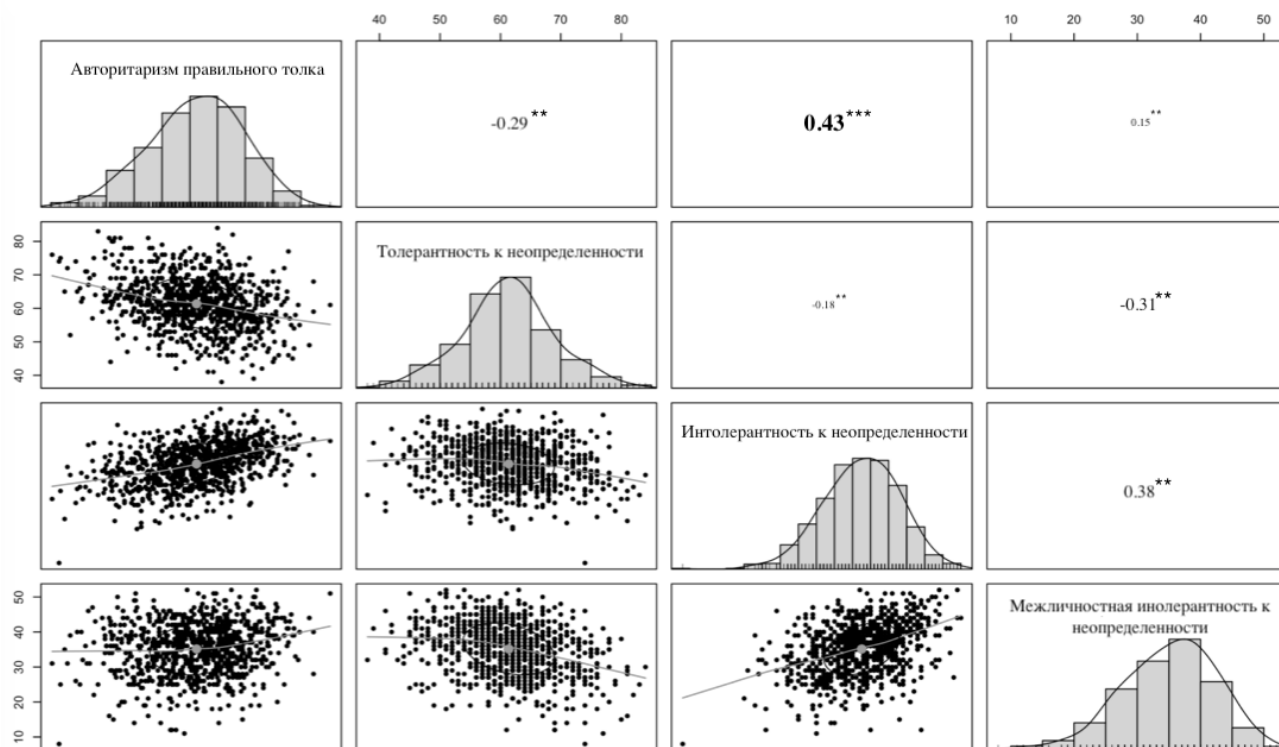 40 50 60 70 80
10 20 30 40 50
Авторитаризм правильного толка
-0.29**
0.43***
0.15**
80
70
60
50
40
Толерантность к неопределенности
-0.18**
-0.31**
Интолерантность к неопределенности
0.38**
50
40
30
20
10
Межличностная инолерантность к
неопределенности